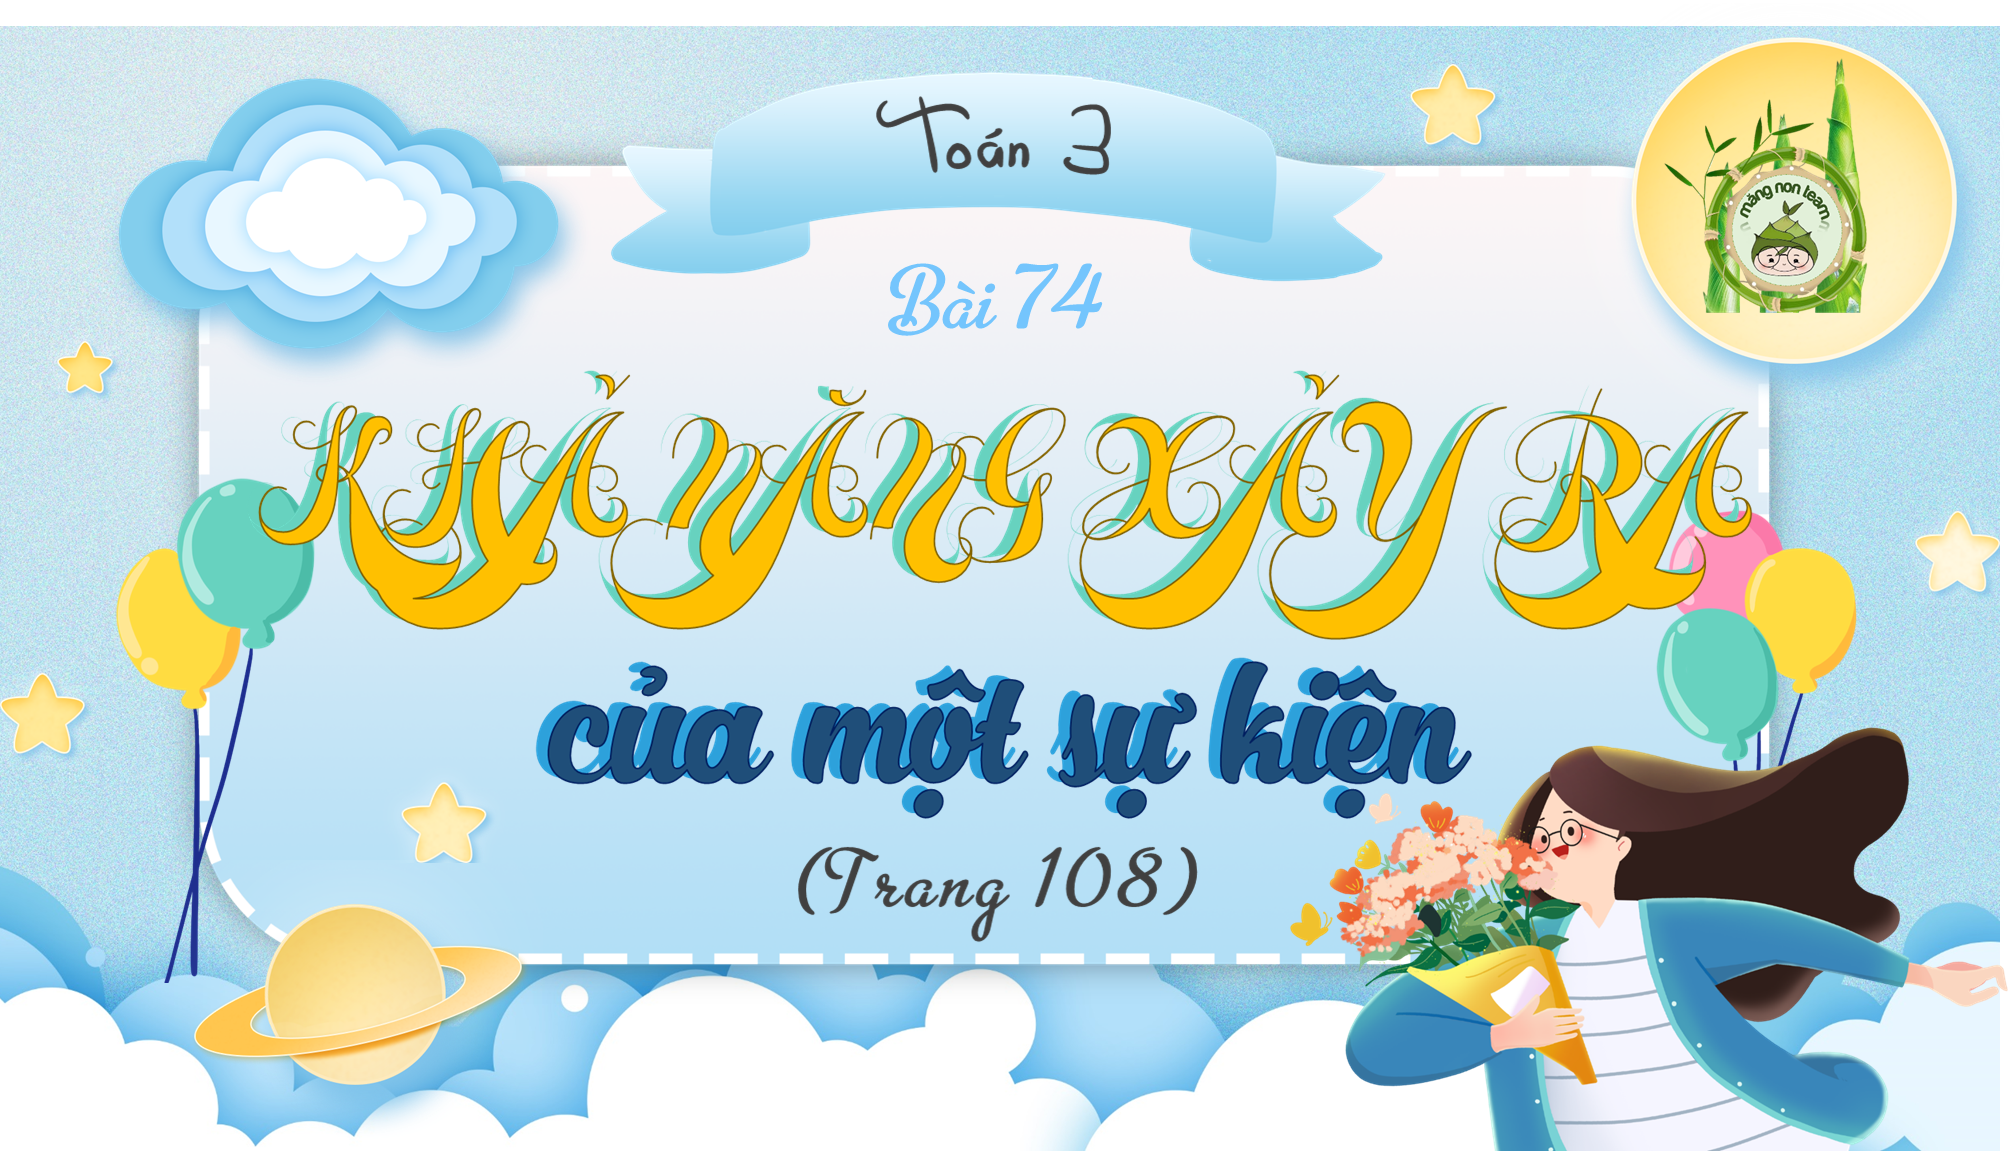 Toán 3
măng non team
Bài 74
KHẢ NĂNG XẢY RA
của một sự kiện
(Trang 108)